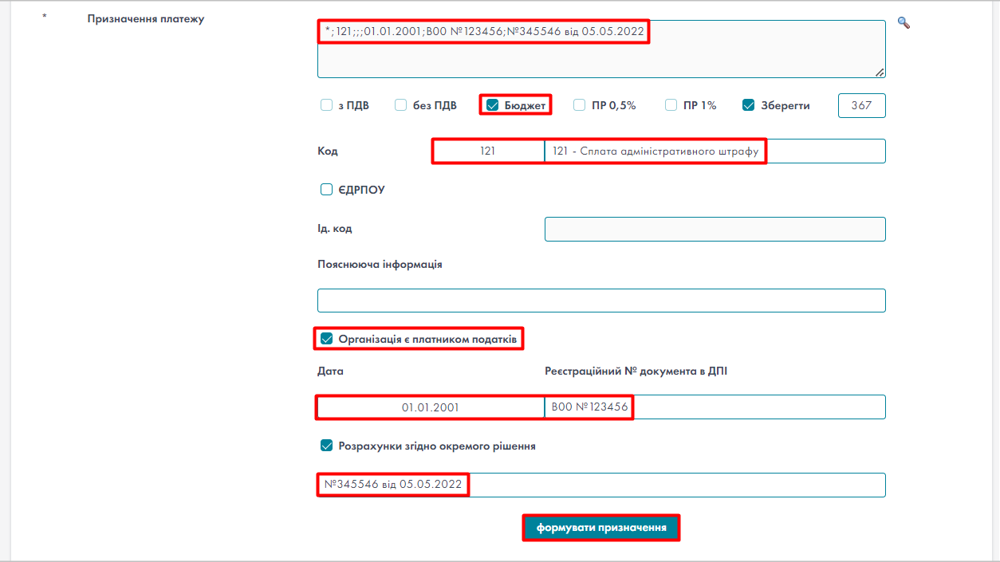 * Призначення платежу
*;121;;;01.01.2001;В00 №123456;№345546 від 05.05.2022
з ПДВ без ПДВ Бюджет ПР 0,5% ПР 1% Зберегти 367
Код 121 121 - Сплата адміністративного штрафу
ЄДРПОУ
Ід. код
Пояснююча інформація
Організація є платником податків
Дата Реєстраційний № документа в ДПІ
01.01.2001 В00 №123456
Розрахунки згідно окремого рішення
№345546 від 05.05.2022
формувати призначення